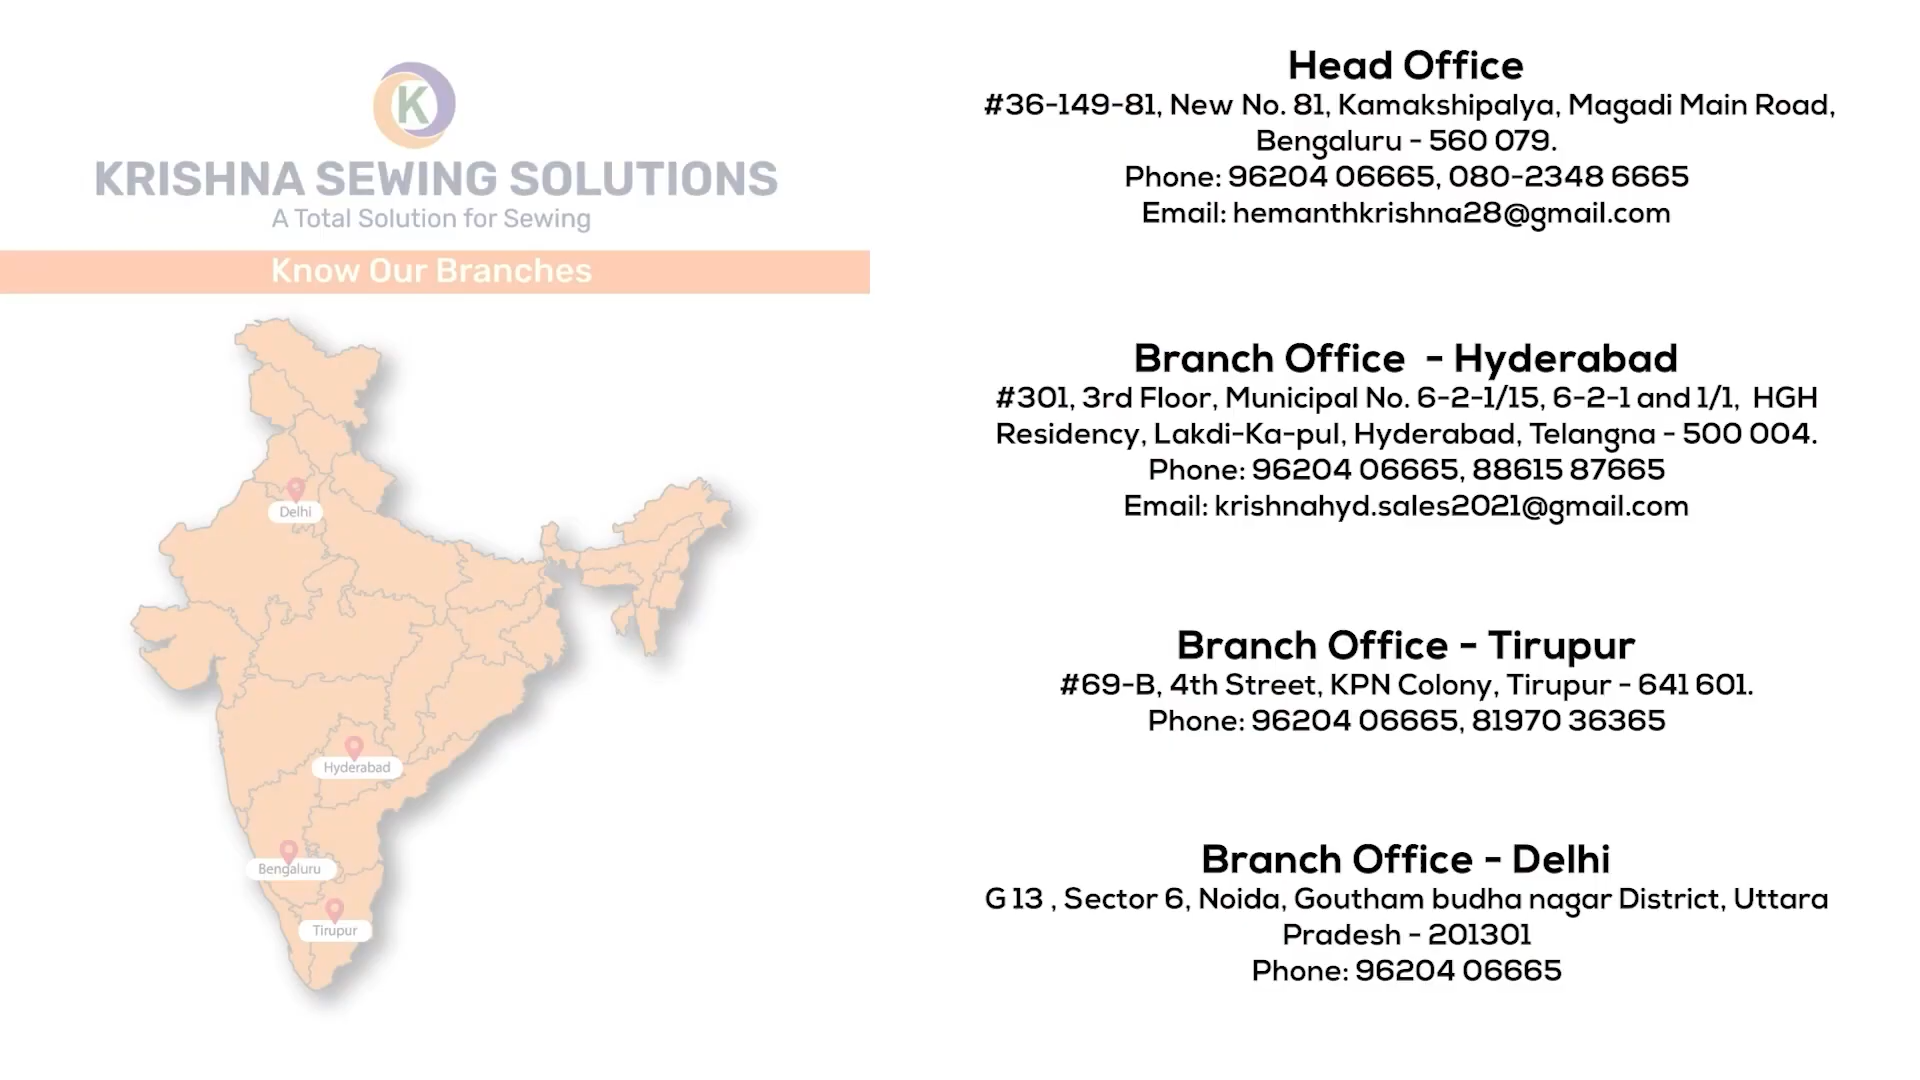 K
KRISHNA SEWING SOLUTIONS
A Total Solution for Sewing
Know Our Branches
Delhi
Hyderabad
Bengaluru
Tirupur
Head Office
#36-149-81, New No. 81, Kamakshipalya, Magadi Main Road,
Bengaluru - 560 079.
Phone: 96204 06665, 080-2348 6665
Email: hemanthkrishna28@gmail.com
Branch Office - Hyderabad
#301, 3rd Floor, Municipal No. 6-2-1/15, 6-2-1 and 1/1, HGH
Residency, Lakdi-Ka-pul, Hyderabad, Telangna - 500 004.
Phone: 96204 06665, 88615 87665
Email: krishnahyd.sales2021@gmail.com
Branch Office - Tirupur
#69-B, 4th Street, KPN Colony, Tirupur - 641 601.
Phone: 96204 06665, 81970 36365
Branch Office - Delhi
G 13 , Sector 6, Noida, Goutham budha nagar District, Uttara
Pradesh - 201301
Phone: 96204 06665